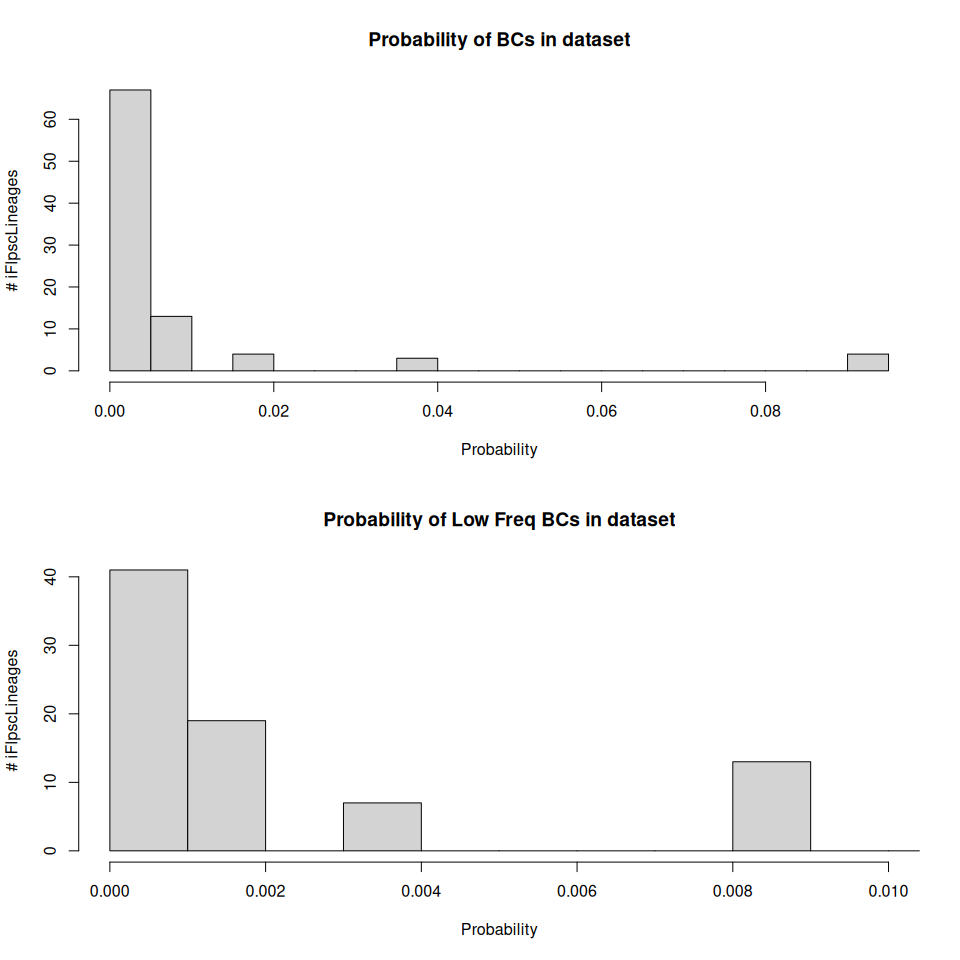 Probability of BCs in dataset
# iFlpscLineages
0 10 20 30 40 50 60
0.00 0.02 0.04 0.06 0.08
Probability
Probability of Low Freq BCs in dataset
# iFlpscLineages
0 10 20 30 40
0.000 0.002 0.004 0.006 0.008 0.010
Probability